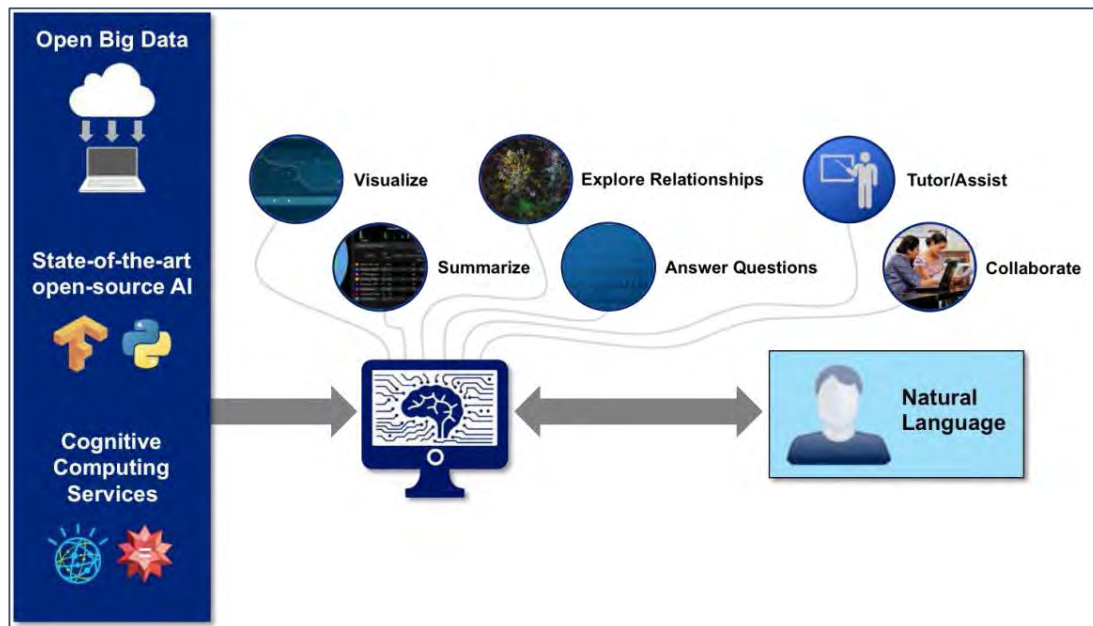 Open Big Data
State-of-the-art
open-source AI
Cognitive
Computing
Services
Visualize
Explore Relationships
Tutor/Assist
Summarize
Answer Questions
Collaborate
Natural
Language